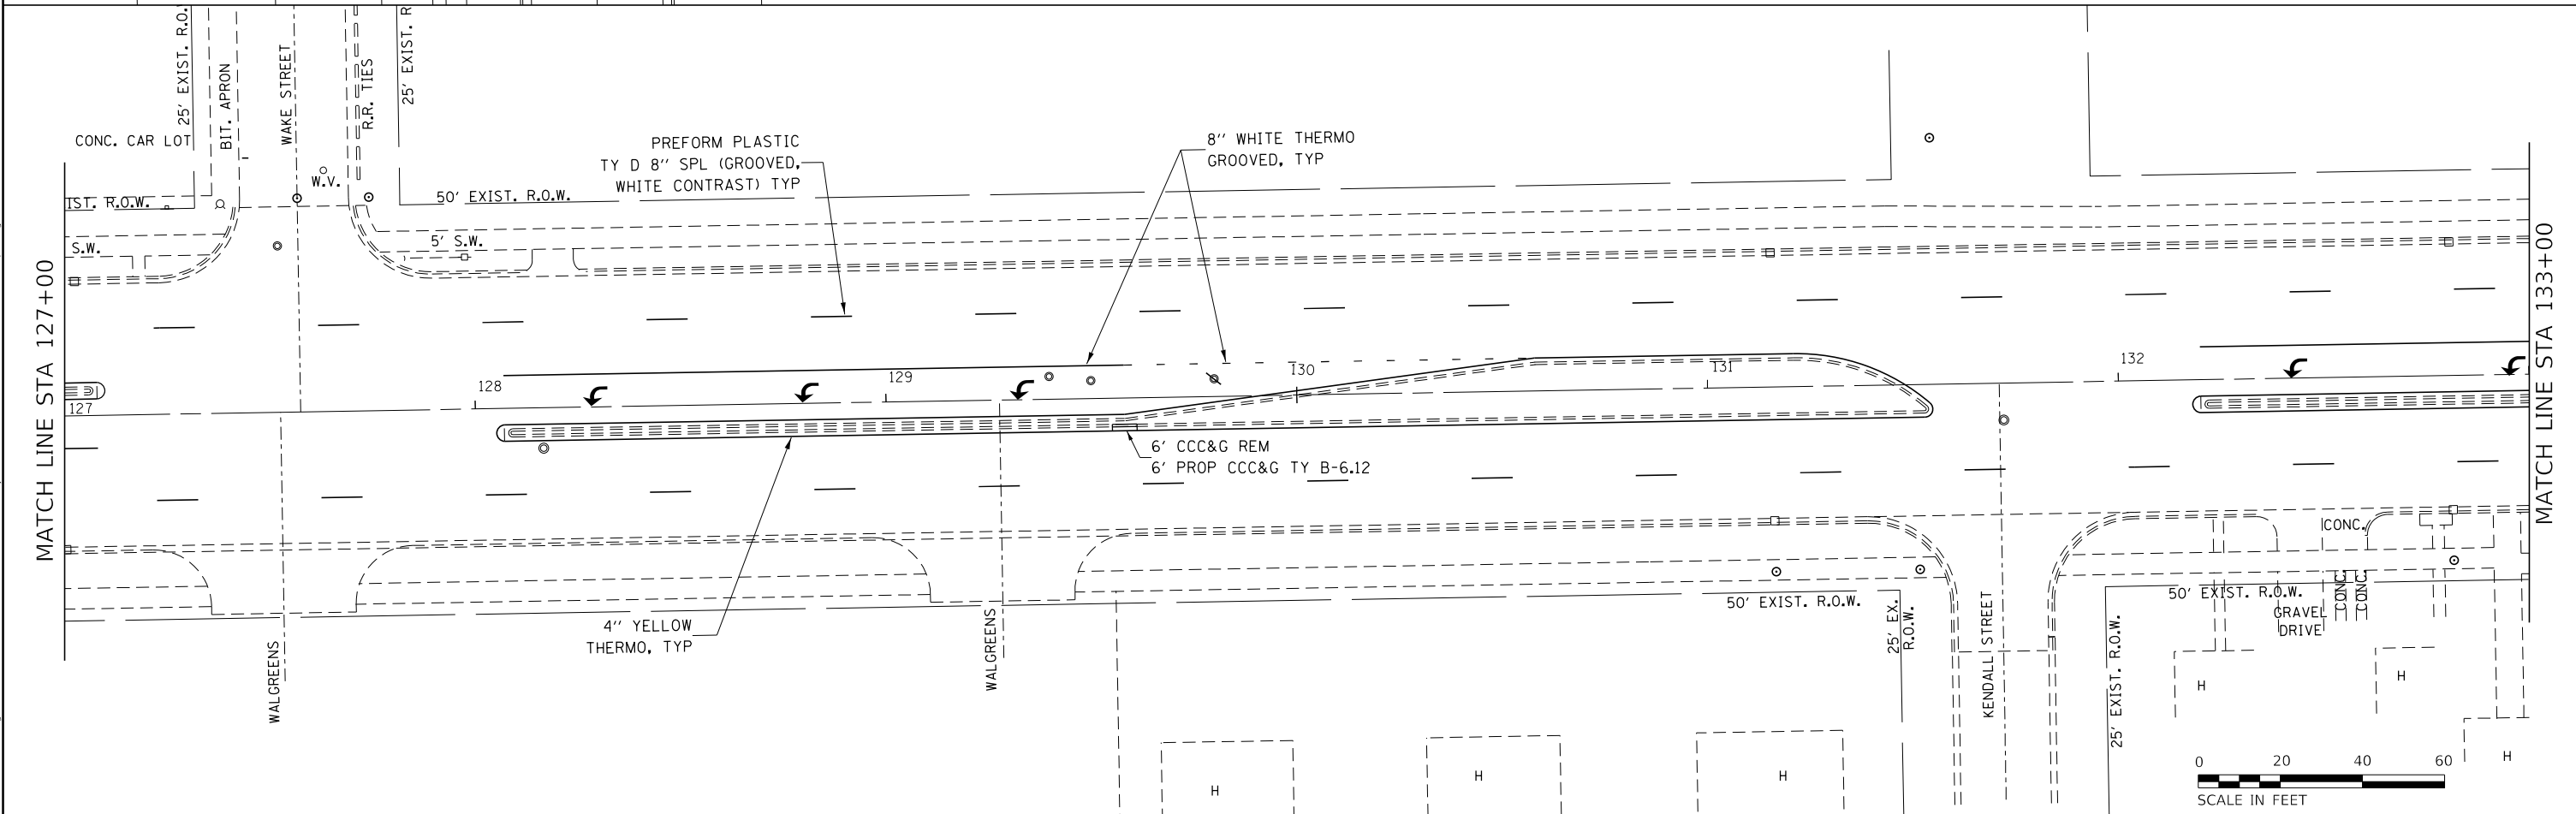 25' EXIST. R.O.W.
BIT. APRON
WAKE STREET
R.R. TIES
25' EXIST. R
CONC. CAR LOT
W.V.
IST. R.O.W.
50' EXIST. R.O.W.
S.W.
5' S.W.
PREFORM PLASTIC
TY D 8'' SPL (GROOVED,
WHITE CONTRAST) TYP
8'' WHITE THERMO
GROOVED, TYP
MATCH LINE STA 127+00
MATCH LINE STA 133+00
127
128
129
130
131
132
6' CCC&G REM
6' PROP CCC&G TY B-6.12
4'' YELLOW
THERMO, TYP
WALGREENS
WALGREENS
50' EXIST. R.O.W.
25' EX.
R.O.W.
KENDALL STREET
25' EXIST. R.O.W.
50' EXIST. R.O.W.
CONC.
CONC.
CONC.
GRAVEL
DRIVE
H
H
H
H
H
H
0 20 40 60
SCALE IN FEET